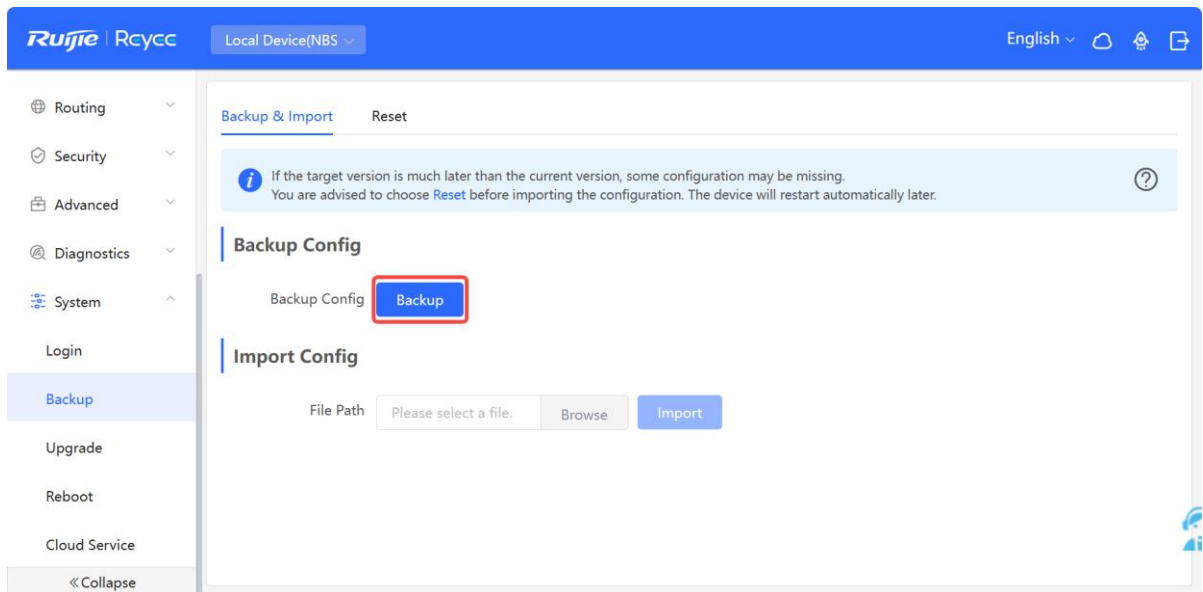 Ruijie | Reyee
Local Device(NBS
English
Routing
Security
Advanced
Diagnostics
System
Login
Backup
Upgrade
Reboot
Cloud Service
Collapse
Backup & Import
Reset
If the target version is much later than the current version, some configuration may be missing.
You are advised to choose Reset before importing the configuration. The device will restart automatically later.
Backup Config
Backup Config
Backup
Import Config
File Path
Please select a file.
Browse
Import